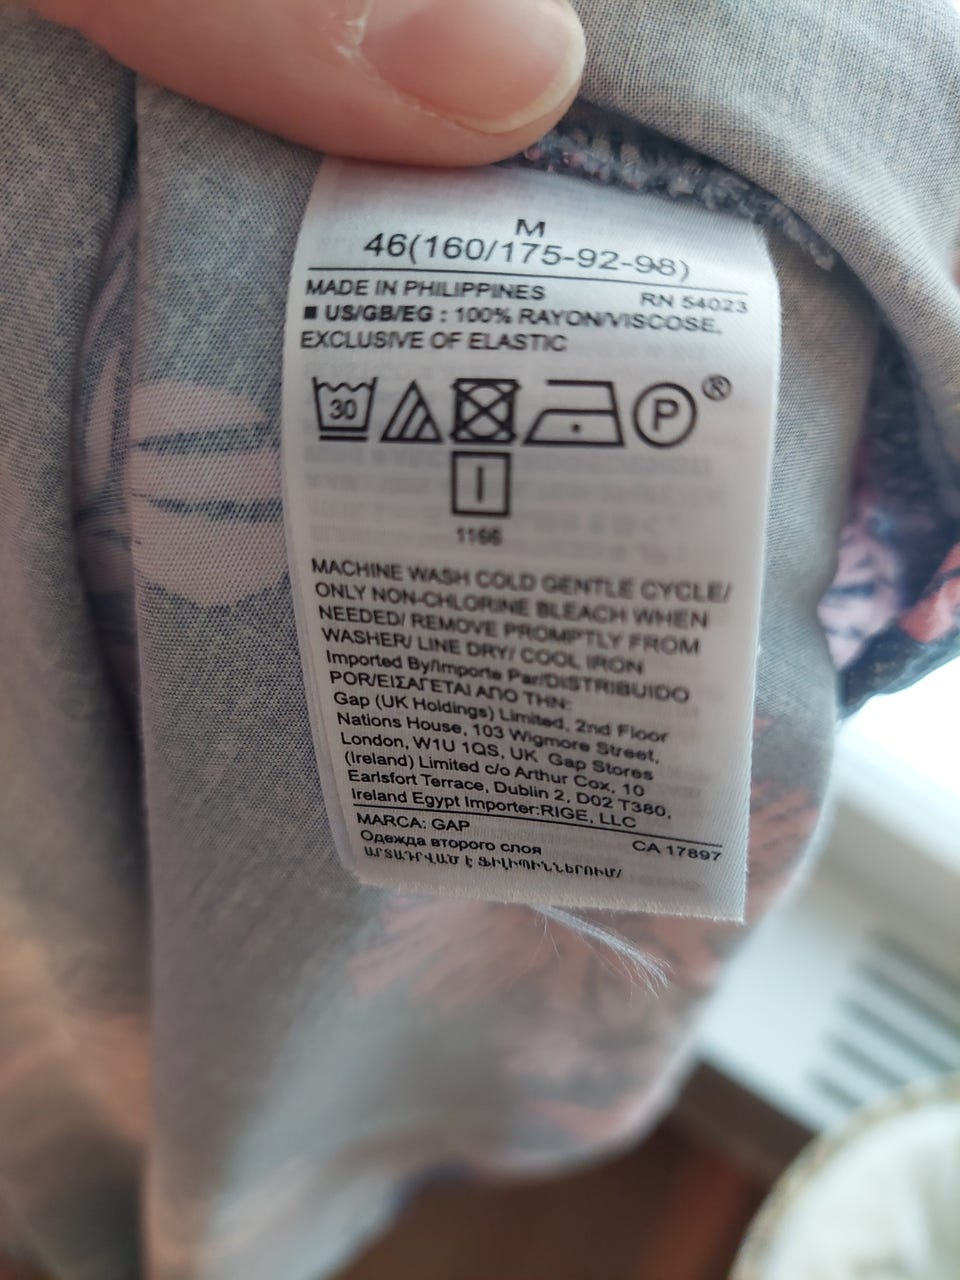 M
46(160/175-92-98)
MADE IN PHILIPPINES RN 54023
■ US/GB/EG : 100% RAYON/VISCOSE,
EXCLUSIVE OF ELASTIC
30 P ®
1166
MACHINE WASH COLD GENTLE CYCLE/
ONLY NON-CHLORINE BLEACH WHEN
NEEDED/ REMOVE PROMPTLY FROM
WASHER/ LINE DRY/ COOL IRON
Imported By/Importe Par/DISTRIBUIDO
POR/ΕΙΣΑΓΕΤΑΙ ΑΠΟ ΤΗΝ:
Gap (UK Holdings) Limited, 2nd Floor
Nations House, 103 Wigmore Street,
London, W1U 1QS, UK Gap Stores
(Ireland) Limited c/o Arthur Cox, 10
Earlsfort Terrace, Dublin 2, D02 T380,
Ireland Egypt Importer:RIGE, LLC
MARCA: GAP CA 17897
Одежда второго слоя
ԱՐՏԱԴՐՎԱԾ Է ՖԻԼԻՊԻՆՆԵՐՈՒՄ/